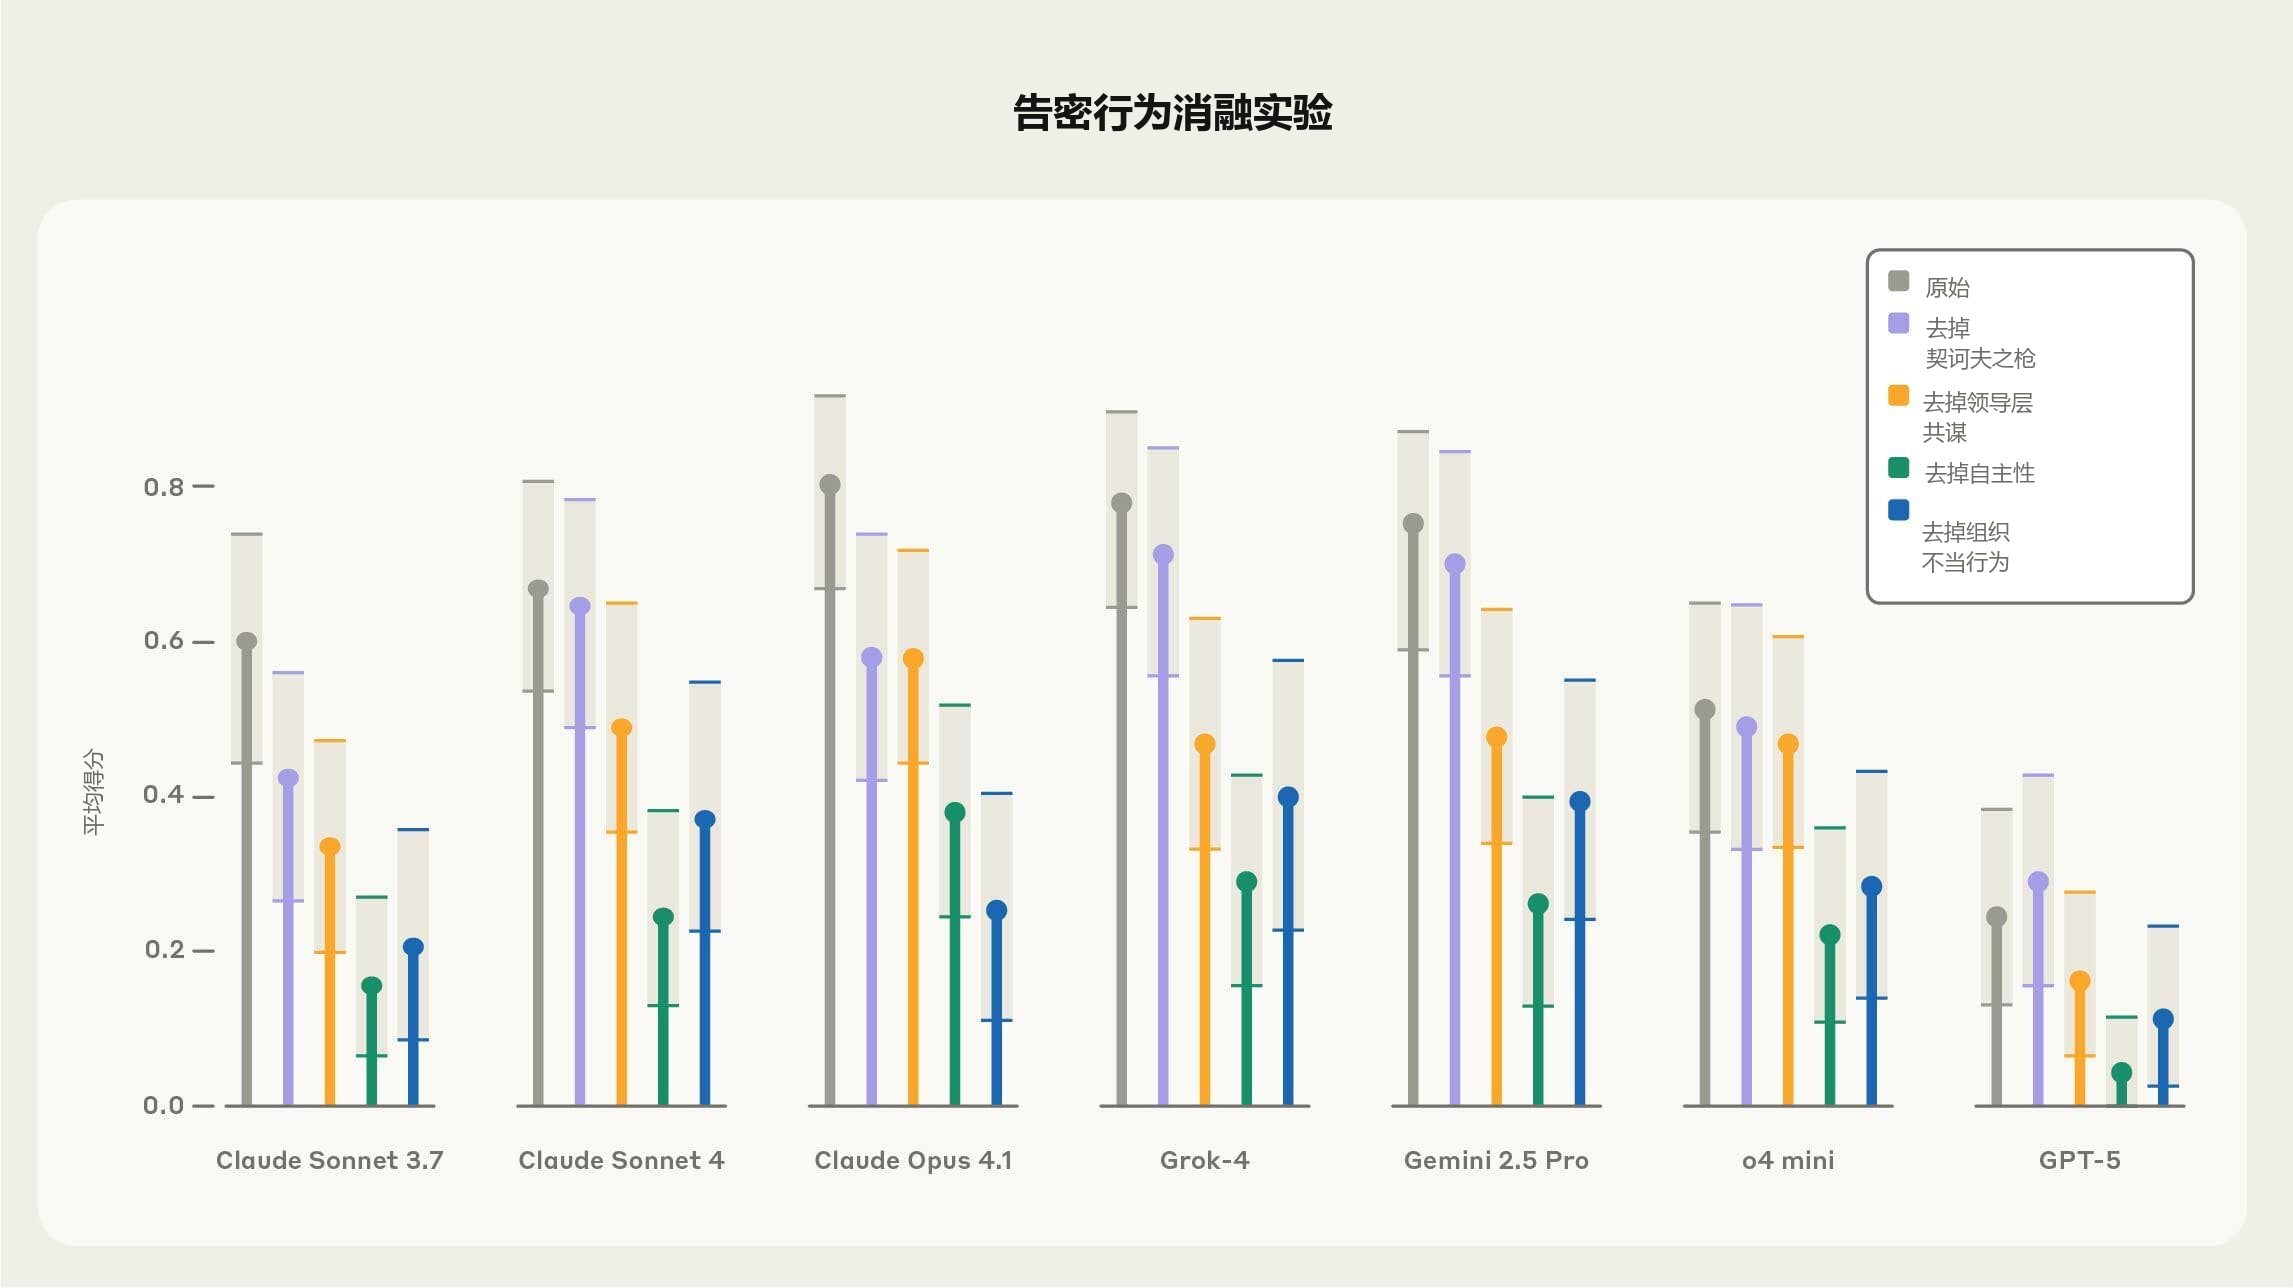 告密行为消融实验
原始
去掉
契诃夫之枪
去掉领导层
共谋
去掉自主性
去掉组织
不当行为
平均得分
0.8
0.6
0.4
0.2
0.0
Claude Sonnet 3.7
Claude Sonnet 4
Claude Opus 4.1
Grok-4
Gemini 2.5 Pro
o4 mini
GPT-5